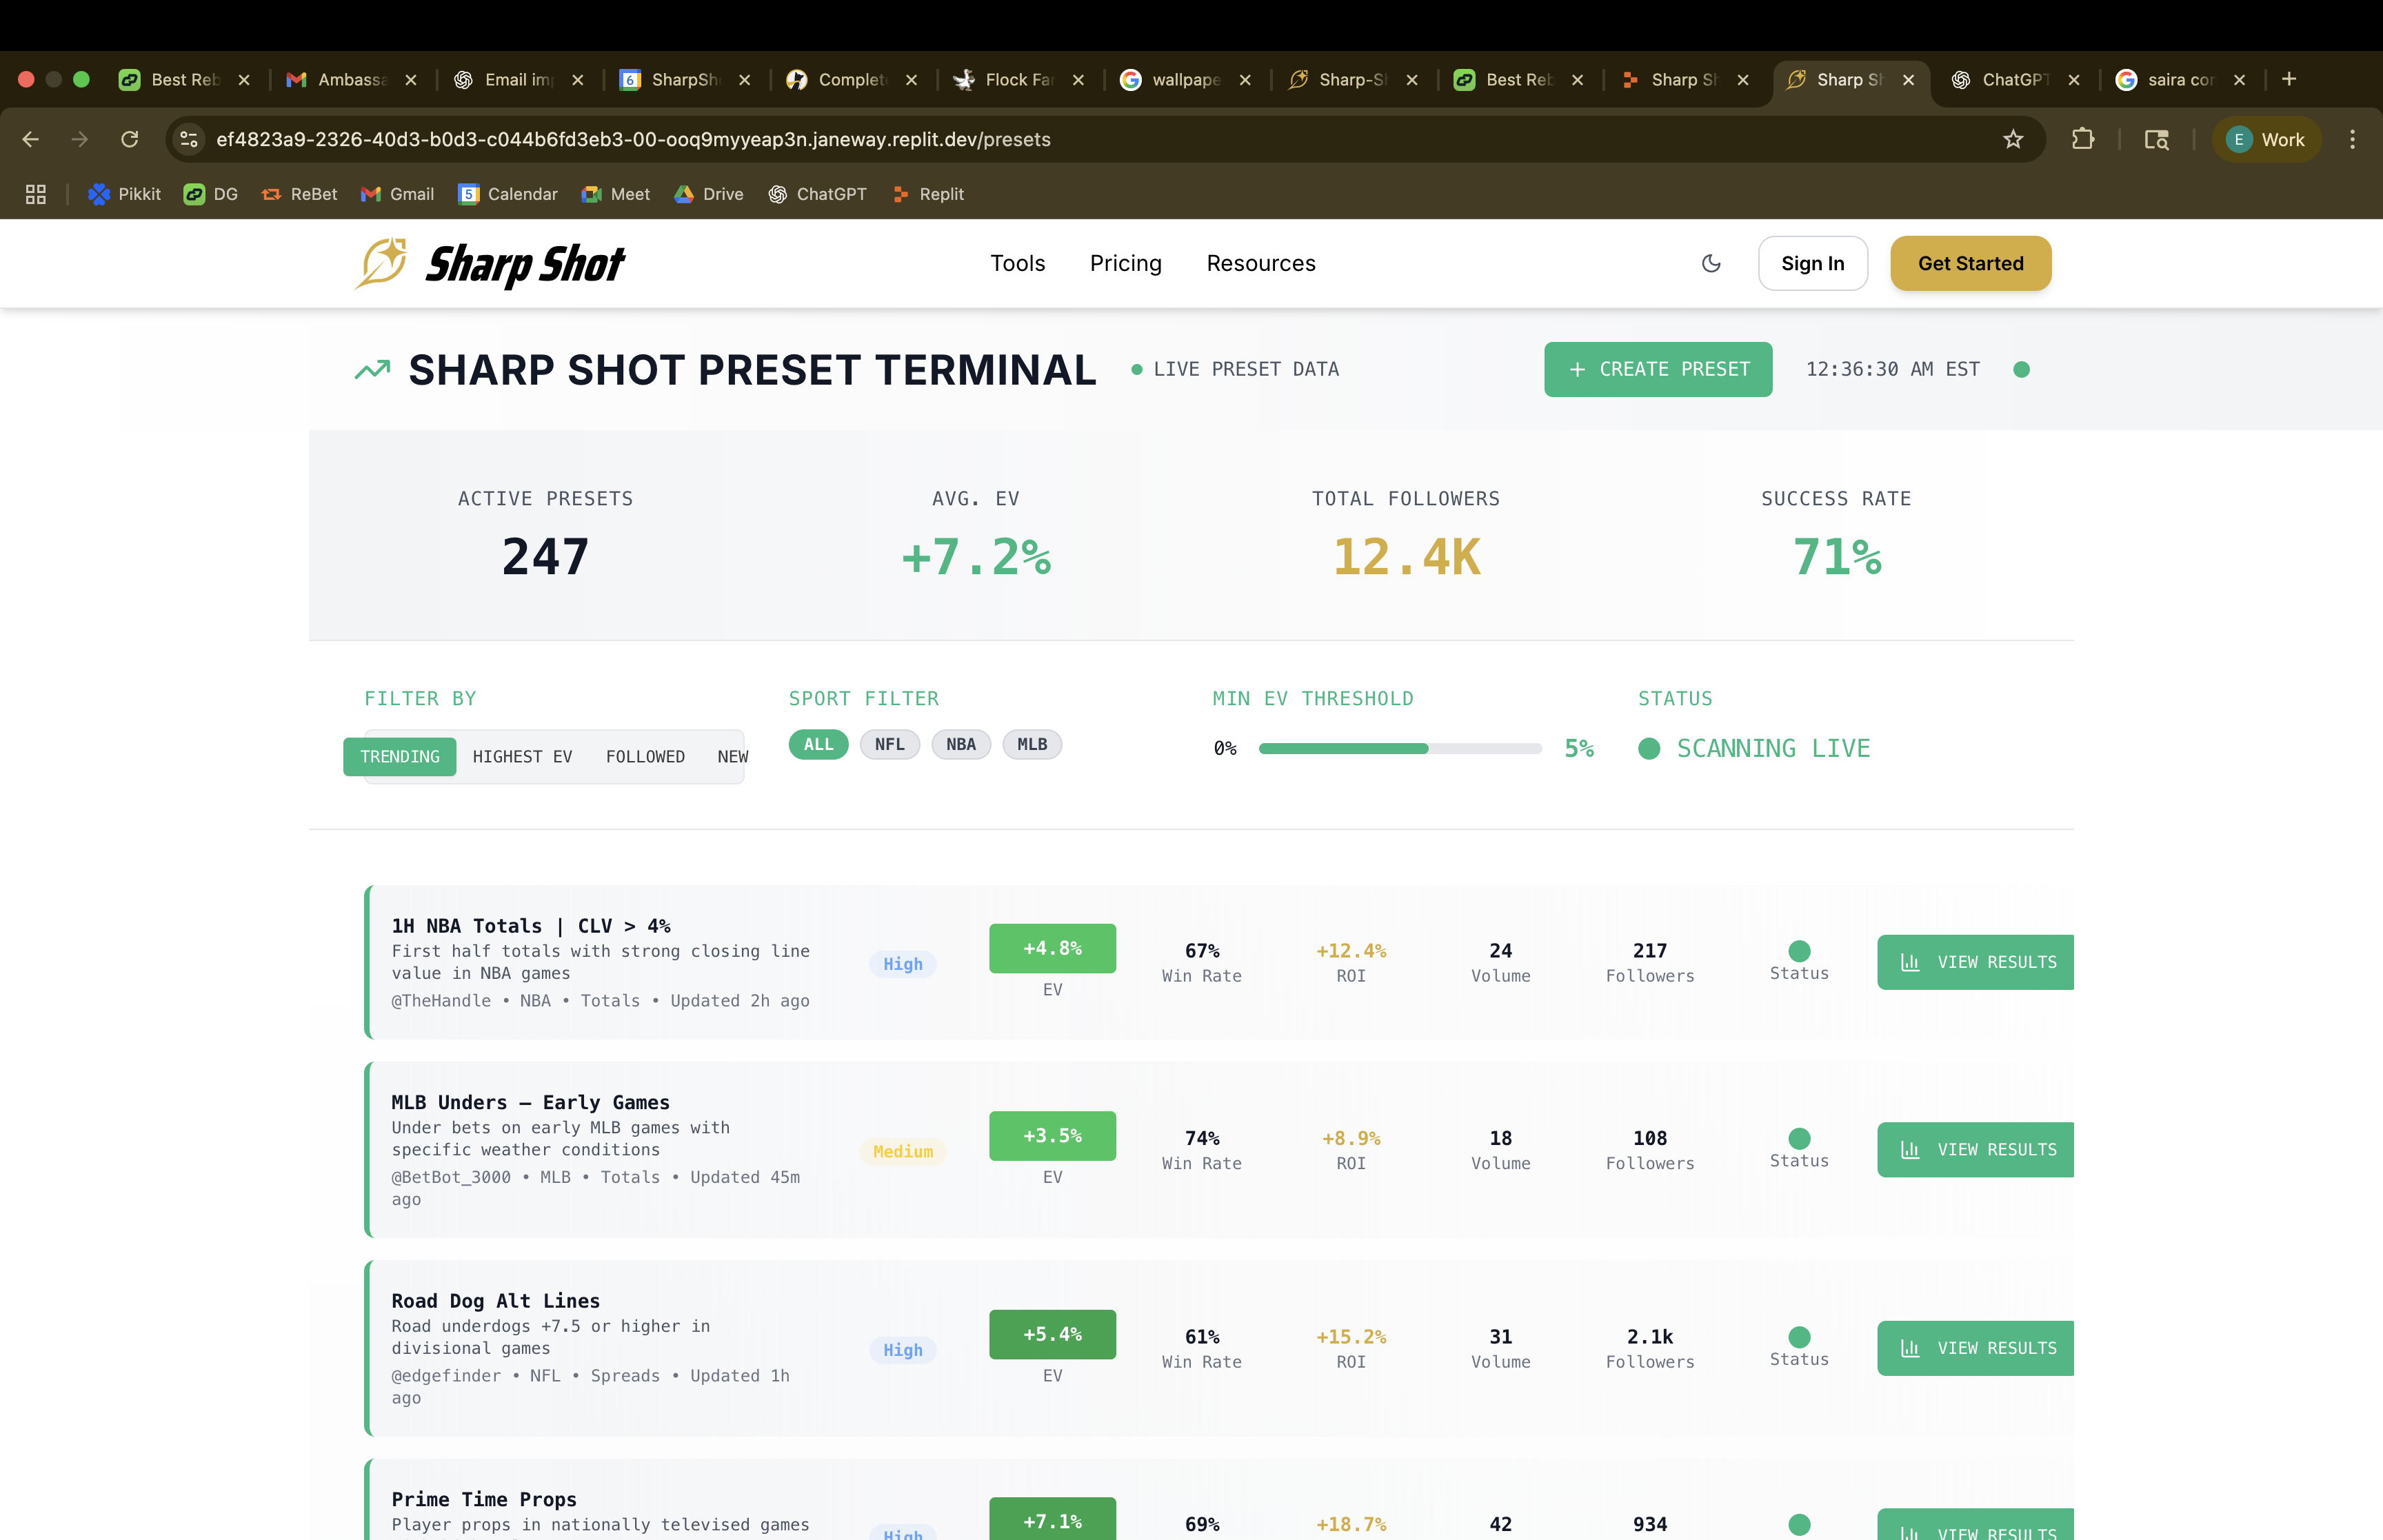 Best Reb
Ambassa
Email im
SharpSh
Complet
Flock Far
wallpape
Sharp-Sh
Best Reb
Sharp Sh
Sharp Sh
ChatGPT
saira con
ef4823a9-2326-40d3-b0d3-c044b6fd3eb3-00-ooq9myyeap3n.janeway.replit.dev/presets
E Work
Pikkit
DG
ReBet
Gmail
Calendar
Meet
Drive
ChatGPT
Replit
Sharp Shot
Tools
Pricing
Resources
Sign In
Get Started
SHARP SHOT PRESET TERMINAL
LIVE PRESET DATA
+ CREATE PRESET
12:36:30 AM EST
ACTIVE PRESETS
247
AVG. EV
+7.2%
TOTAL FOLLOWERS
12.4K
SUCCESS RATE
71%
FILTER BY
TRENDING HIGHEST EV FOLLOWED NEW
SPORT FILTER
ALL NFL NBA MLB
MIN EV THRESHOLD
0% 5%
STATUS
SCANNING LIVE
1H NBA Totals | CLV > 4%
First half totals with strong closing line
value in NBA games
@TheHandle • NBA • Totals • Updated 2h ago
High
+4.8%
EV
67%
Win Rate
+12.4%
ROI
24
Volume
217
Followers
Status
VIEW RESULTS
MLB Unders – Early Games
Under bets on early MLB games with
specific weather conditions
@BetBot_3000 • MLB • Totals • Updated 45m
ago
Medium
+3.5%
EV
74%
Win Rate
+8.9%
ROI
18
Volume
108
Followers
Status
VIEW RESULTS
Road Dog Alt Lines
Road underdogs +7.5 or higher in
divisional games
@edgefinder • NFL • Spreads • Updated 1h
ago
High
+5.4%
EV
61%
Win Rate
+15.2%
ROI
31
Volume
2.1k
Followers
Status
VIEW RESULTS
Prime Time Props
Player props in nationally televised games
High
+7.1%
69%
+18.7%
42
934
VIEW RESULTS